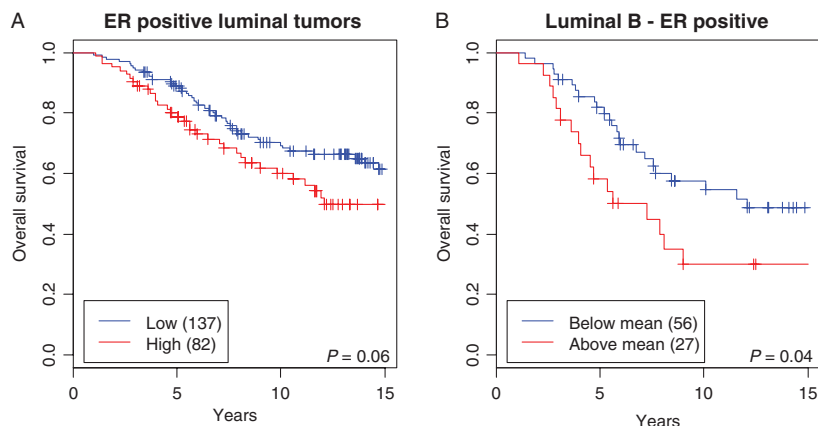 A
ER positive luminal tumors
Overall survival
1.0
0.8
0.6
0.4
0.2
0.0
Low (137)
High (82)
P = 0.06
0
5
10
15
Years
B
Luminal B - ER positive
Overall survival
1.0
0.8
0.6
0.4
0.2
0.0
Below mean (56)
Above mean (27)
P = 0.04
0
5
10
15
Years